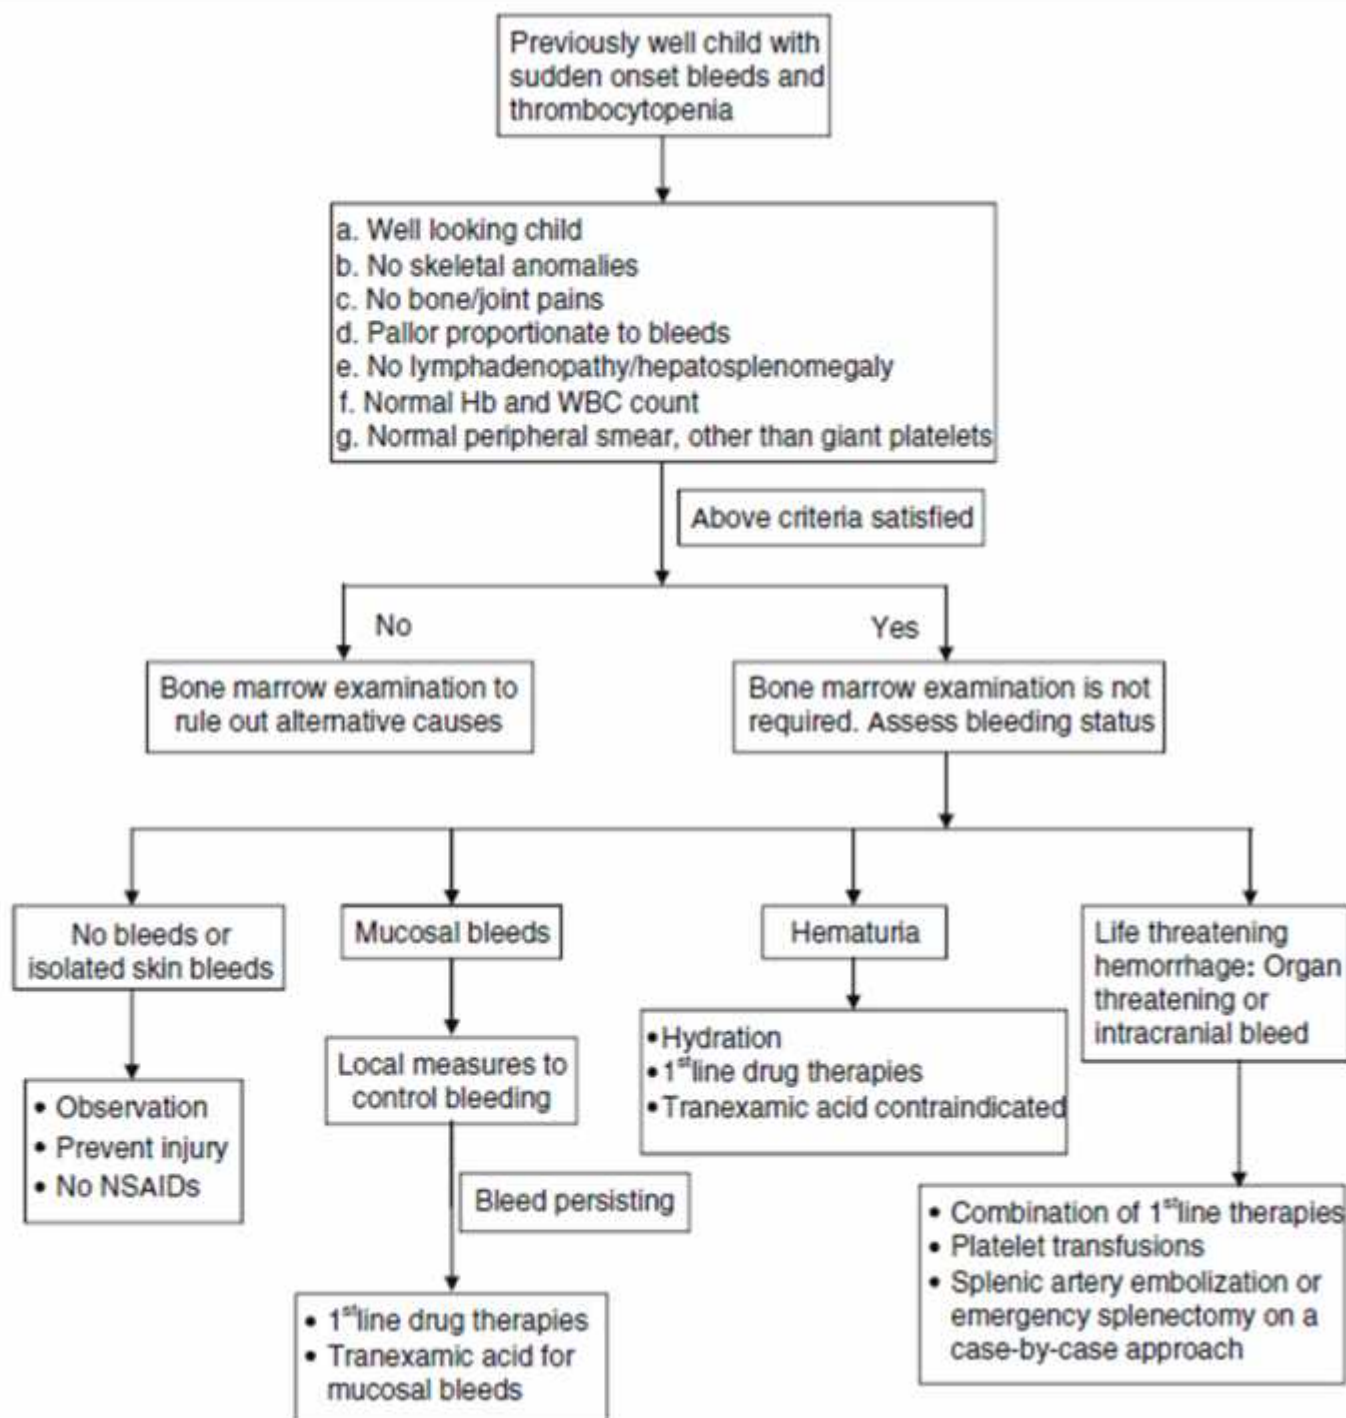 Previously well child with
sudden onset bleeds and
thrombocytopenia
a. Well looking child
b. No skeletal anomalies
c. No bone/joint pains
d. Pallor proportionate to bleeds
e. No lymphadenopathy/hepatosplenomegaly
f. Normal Hb and WBC count
g. Normal peripheral smear, other than giant platelets
Above criteria satisfied
No
Yes
Bone marrow examination to
rule out alternative causes
Bone marrow examination is not
required. Assess bleeding status
No bleeds or
isolated skin bleeds
• Observation
• Prevent injury
• No NSAIDs
Mucosal bleeds
Local measures to
control bleeding
Bleed persisting
• 1st line drug therapies
• Tranexamic acid for
mucosal bleeds
Hematuria
• Hydration
• 1st line drug therapies
• Tranexamic acid contraindicated
Life threatening
hemorrhage: Organ
threatening or
intracranial bleed
• Combination of 1st line therapies
• Platelet transfusions
• Splenic artery embolization or
emergency splenectomy on a
case-by-case approach